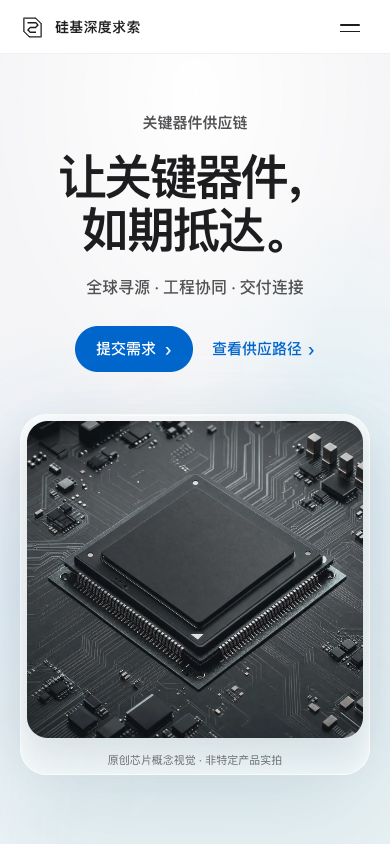 硅基深度求索
关键器件供应链
让关键器件，
如期抵达。
全球寻源 · 工程协同 · 交付连接
提交需求 ›
查看供应路径 ›
原创芯片概念视觉 · 非特定产品实拍